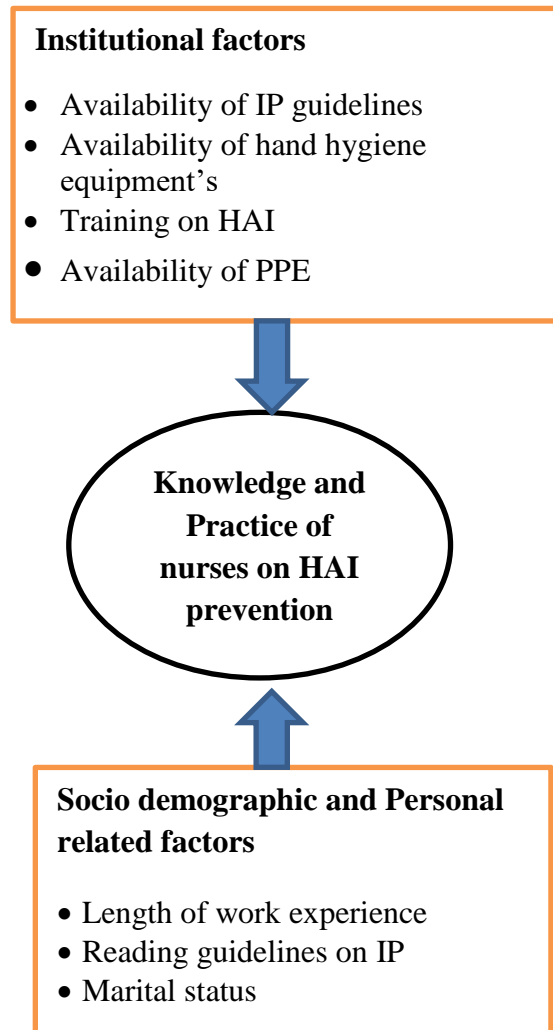 Institutional factors
• Availability of IP guidelines
• Availability of hand hygiene
equipment’s
• Training on HAI
• Availability of PPE
Knowledge and
Practice of
nurses on HAI
prevention
Socio demographic and Personal
related factors
• Length of work experience
• Reading guidelines on IP
• Marital status